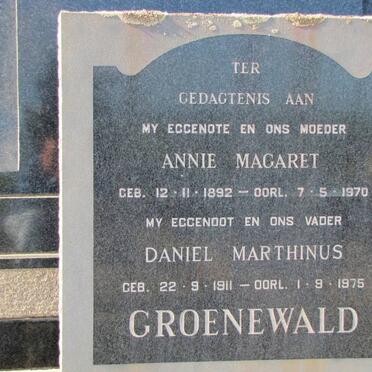 TER
GEDAGTENIS AAN
MY EGGENOTE EN ONS MOEDER
ANNIE MAGARET
GEB. 12 · 11 · 1892 — OORL. 7 · 5 · 1970
MY EGGENOOT EN ONS VADER
DANIEL MARTHINUS
GEB. 22 · 9 · 1911 — OORL. 1 · 9 · 1975
GROENEWALD